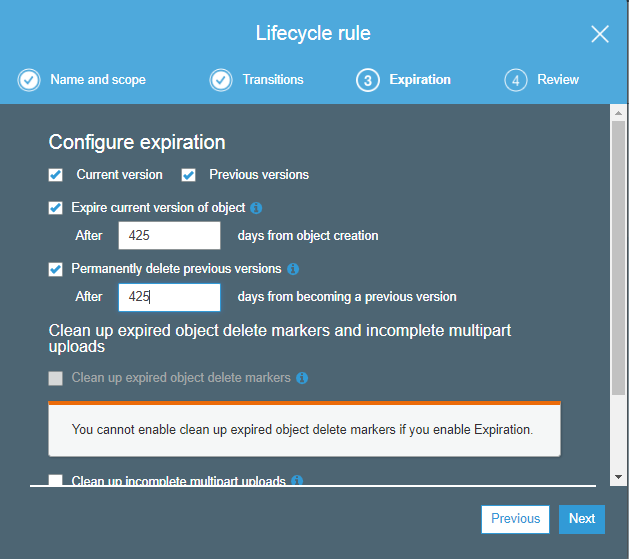 Lifecycle rule
Name and scope Transitions 3 Expiration 4 Review
Configure expiration
Current version Previous versions
Expire current version of object
After 425 days from object creation
Permanently delete previous versions
After 425 days from becoming a previous version
Clean up expired object delete markers and incomplete multipart
uploads
Clean up expired object delete markers
You cannot enable clean up expired object delete markers if you enable Expiration.
Clean up incomplete multipart uploads
Previous Next